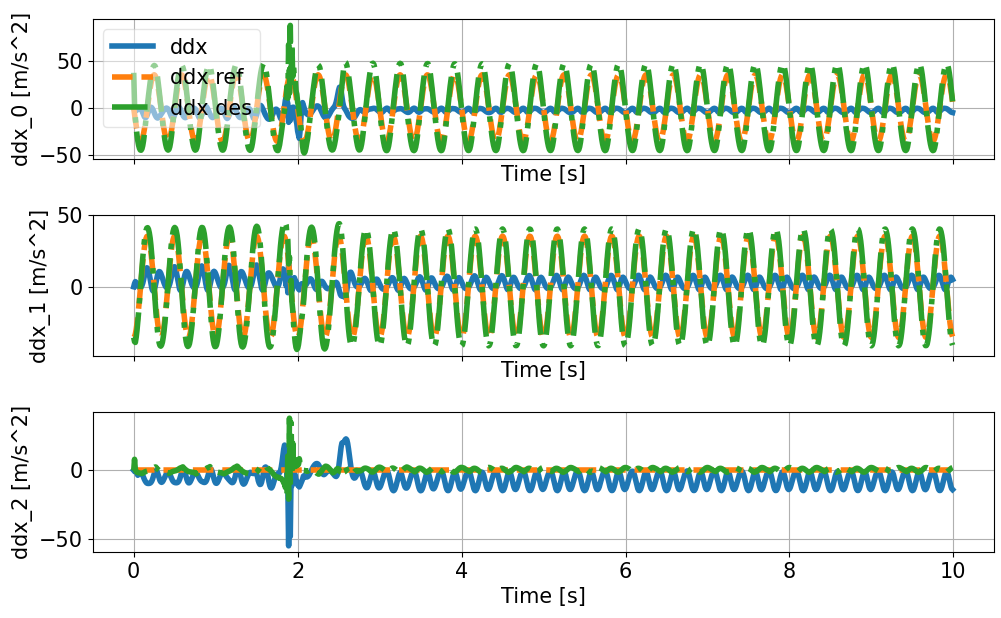 ddx_0 [m/s^2]
50
0
−50
ddx
ddx ref
ddx des
Time [s]
ddx_1 [m/s^2]
50
0
Time [s]
ddx_2 [m/s^2]
0
−50
0
2
4
6
8
10
Time [s]